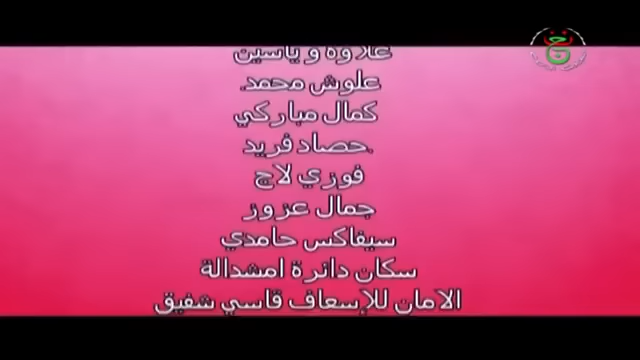 علاوة و ياسين
علوش محمد.
كمال مباركي
حصاد فريد.
فوزي لاج
جمال عزوز
سيفاكس حامدي
سكان دائرة امشدالة
الامان للإسعاف قاسي شفيق